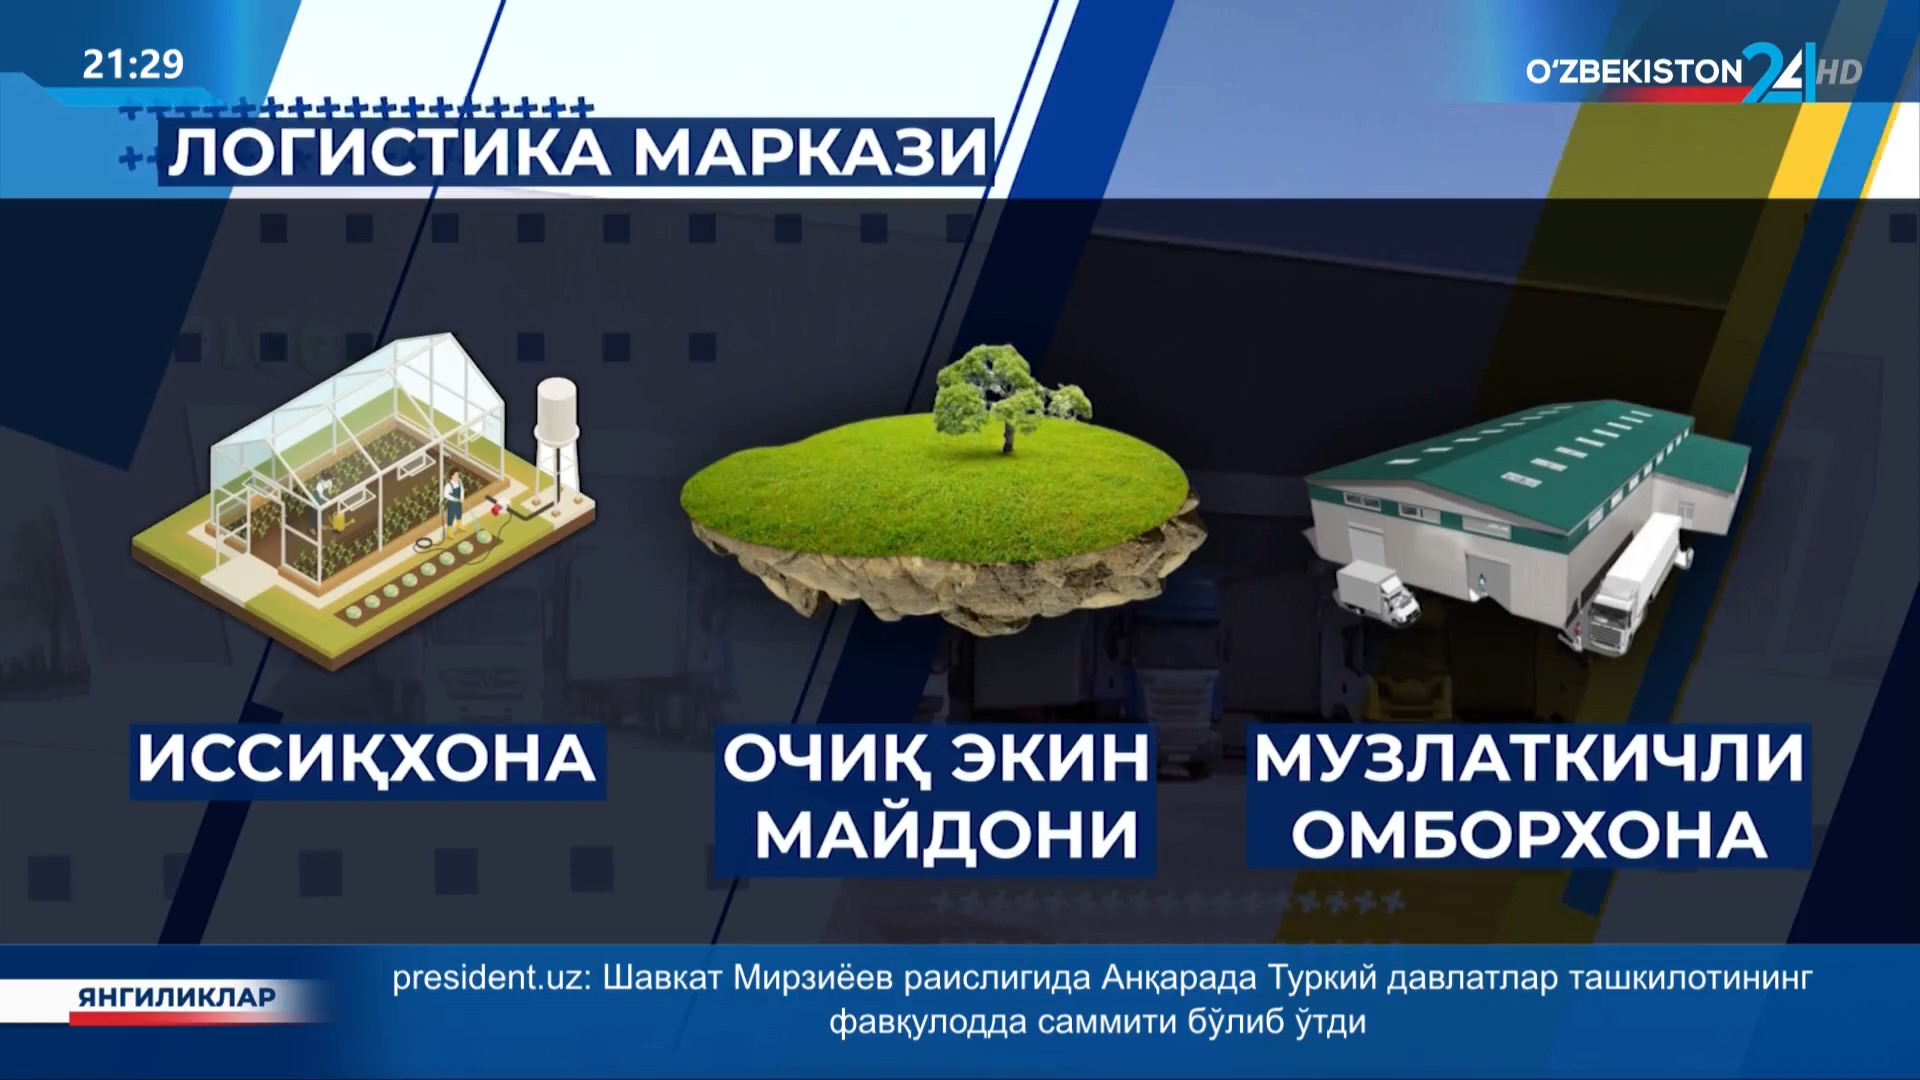 21:29
O‘ZBEKISTON 24 HD
ЛОГИСТИКА МАРКАЗИ
ИССИҚХОНА
ОЧИҚ ЭКИН
МАЙДОНИ
МУЗЛАТКИЧЛИ
ОМБОРХОНА
ЯНГИЛИКЛАР
president.uz: Шавкат Мирзиёев раислигида Анқарада Туркий давлатлар ташкилотининг
фавқулодда саммити бўлиб ўтди